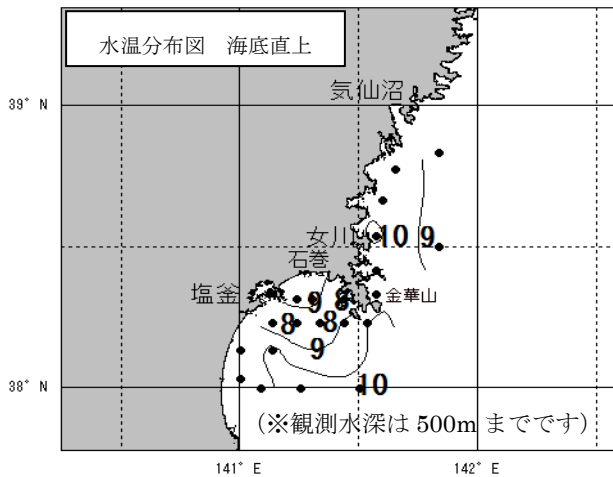 水温分布図 海底直上
39° N
気仙沼
女川 10 9
石巻
塩釜 9 8 金華山
8 8
9
38° N 10
(※観測水深は 500m までです)
141° E 142° E